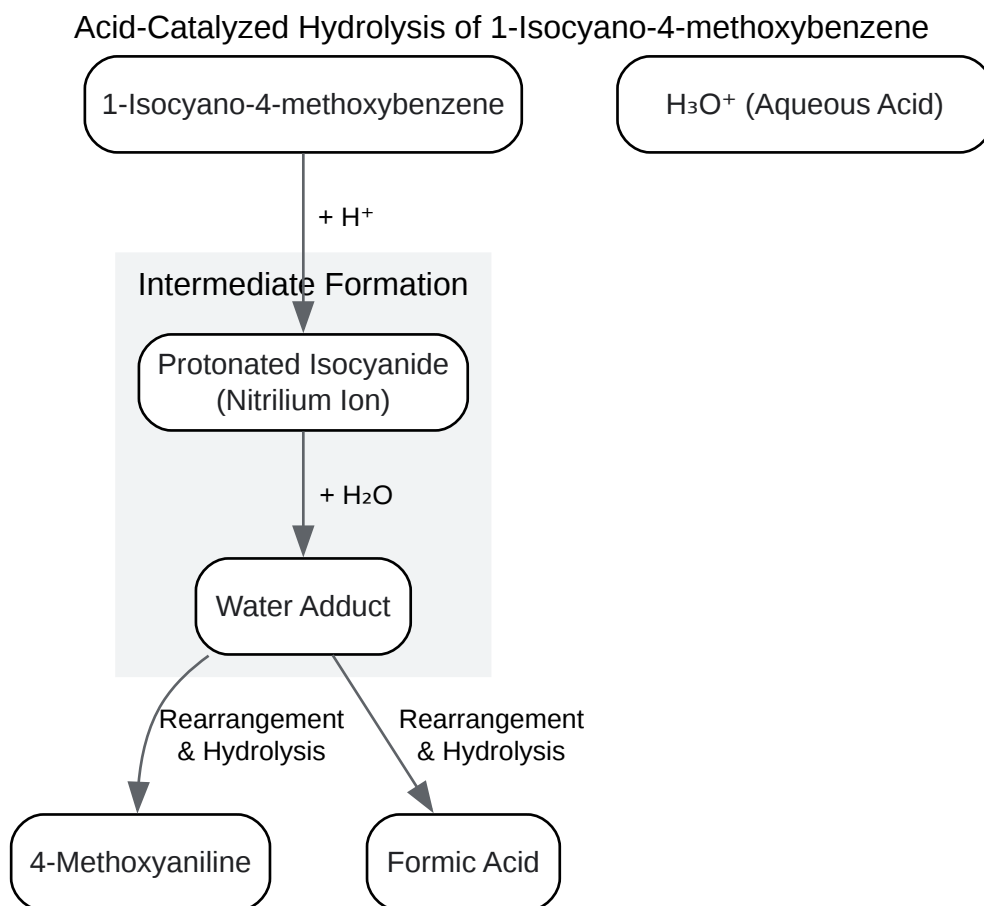 Acid-Catalyzed Hydrolysis of 1-Isocyano-4-methoxybenzene
1-Isocyano-4-methoxybenzene
H₃O⁺ (Aqueous Acid)
+ H⁺
Intermediate Formation
Protonated Isocyanide
(Nitrilium Ion)
+ H₂O
Water Adduct
Rearrangement
& Hydrolysis
Rearrangement
& Hydrolysis
4-Methoxyaniline
Formic Acid